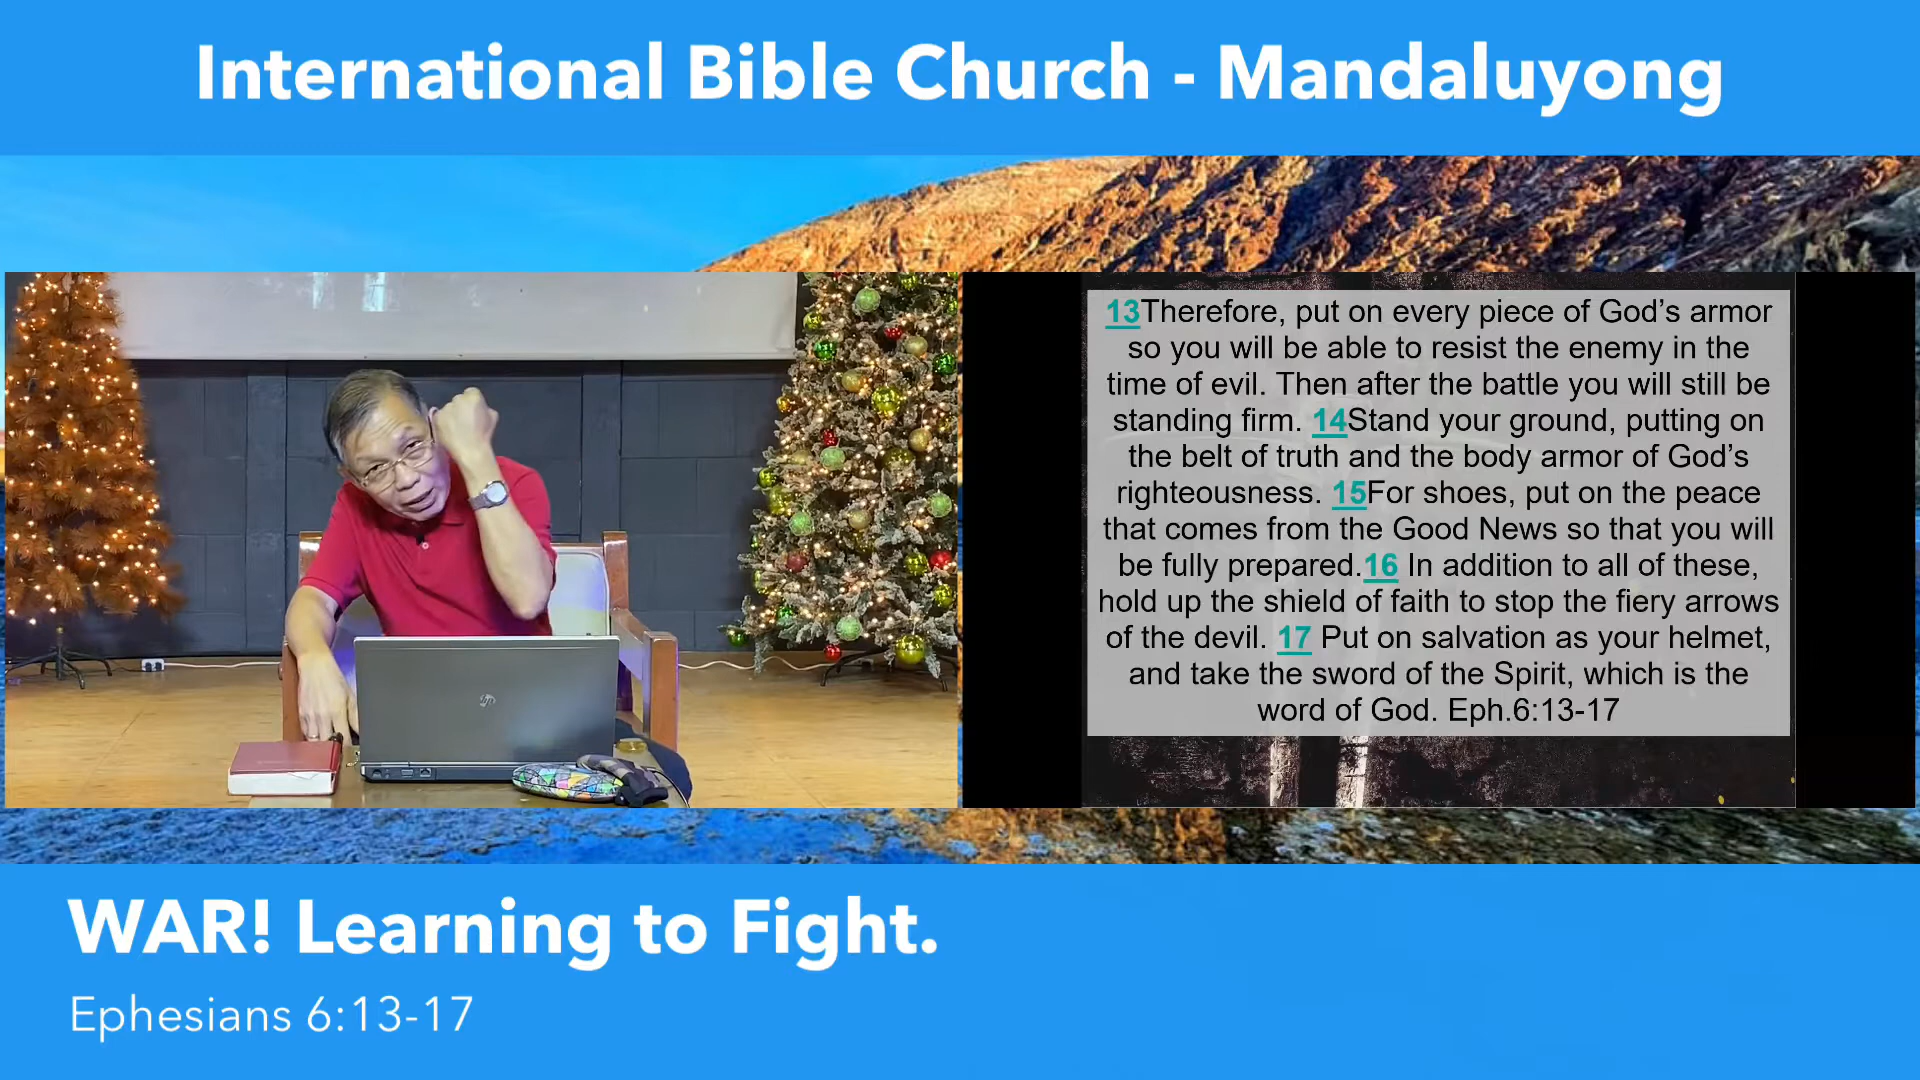 International Bible Church - Mandaluyong
13Therefore, put on every piece of God’s armor
so you will be able to resist the enemy in the
time of evil. Then after the battle you will still be
standing firm. 14Stand your ground, putting on
the belt of truth and the body armor of God’s
righteousness. 15For shoes, put on the peace
that comes from the Good News so that you will
be fully prepared.16 In addition to all of these,
hold up the shield of faith to stop the fiery arrows
of the devil. 17 Put on salvation as your helmet,
and take the sword of the Spirit, which is the
word of God. Eph.6:13-17
hp
WAR! Learning to Fight.
Ephesians 6:13-17